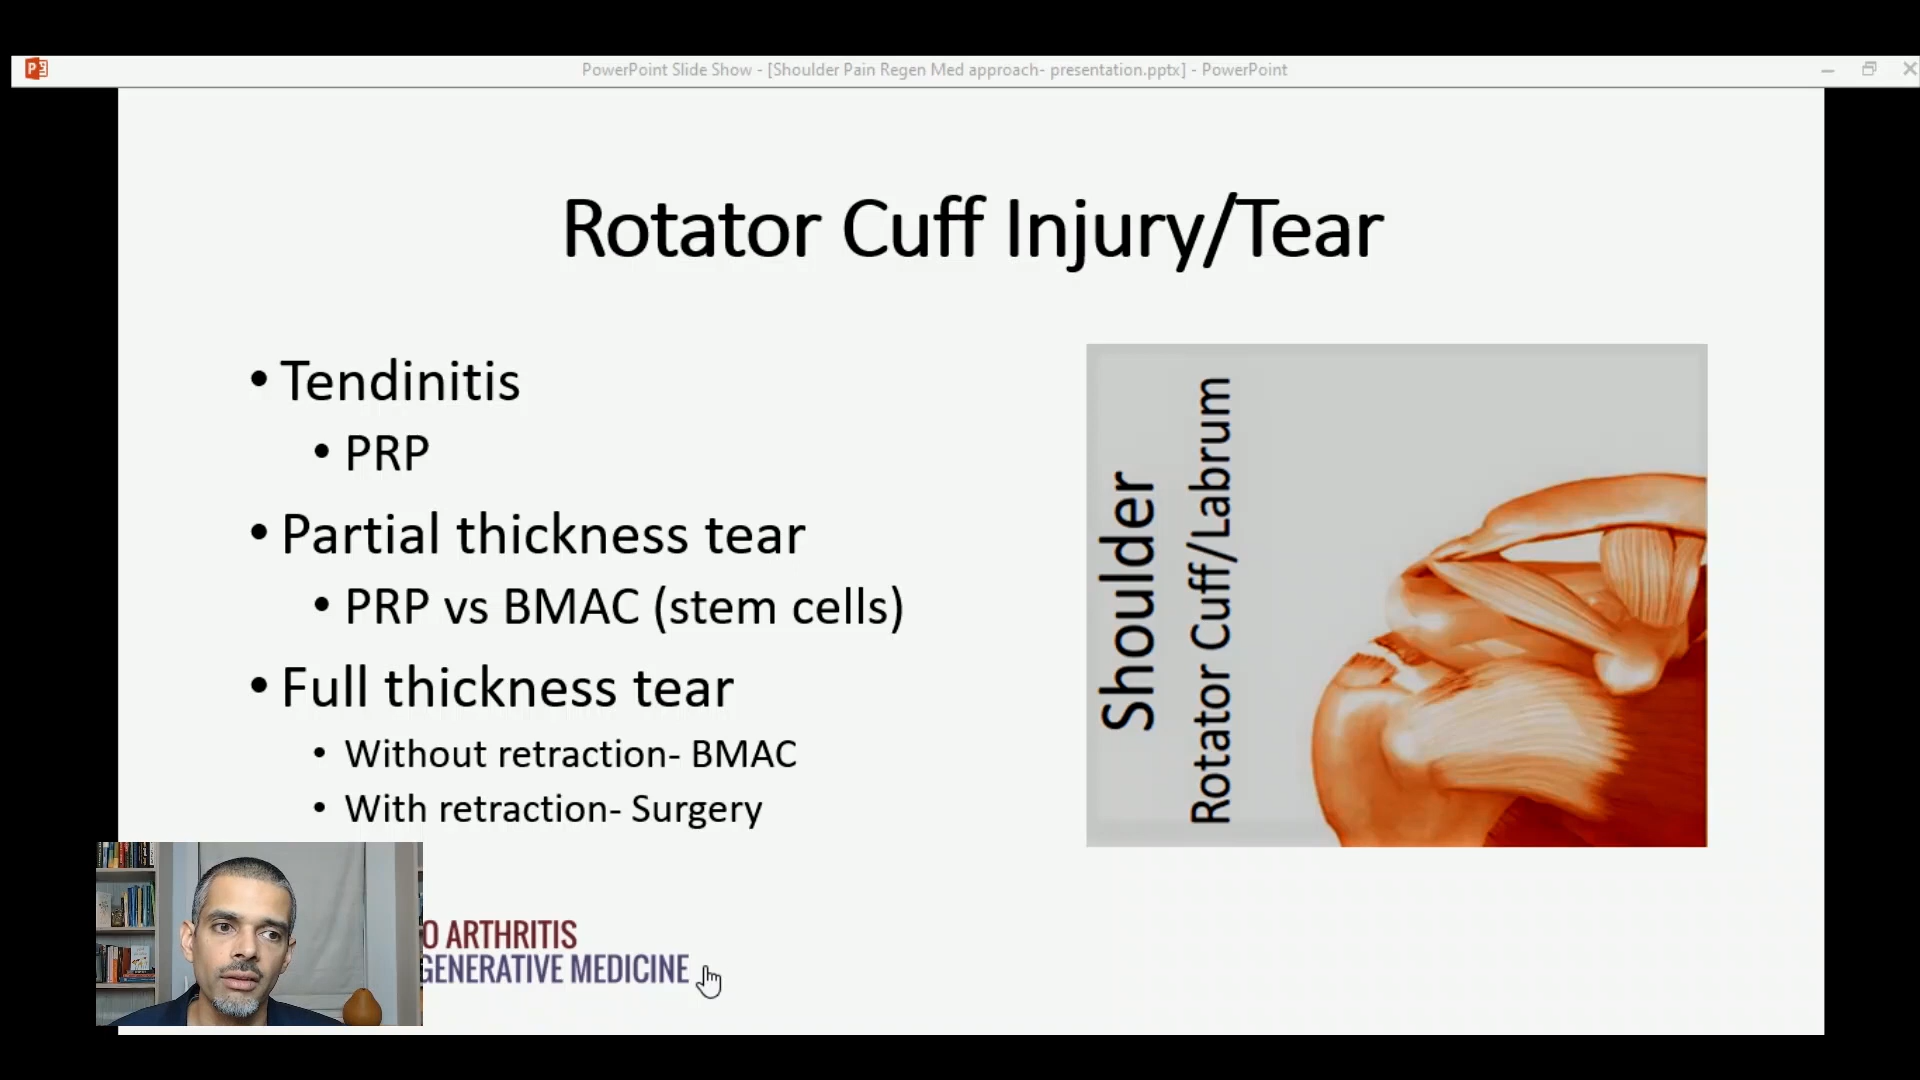 PowerPoint Slide Show - [Shoulder Pain Regen Med approach- presentation.pptx] - PowerPoint
Rotator Cuff Injury/Tear
• Tendinitis
• PRP
• Partial thickness tear
• PRP vs BMAC (stem cells)
• Full thickness tear
• Without retraction- BMAC
• With retraction- Surgery
Shoulder
Rotator Cuff/Labrum
O ARTHRITIS
GENERATIVE MEDICINE